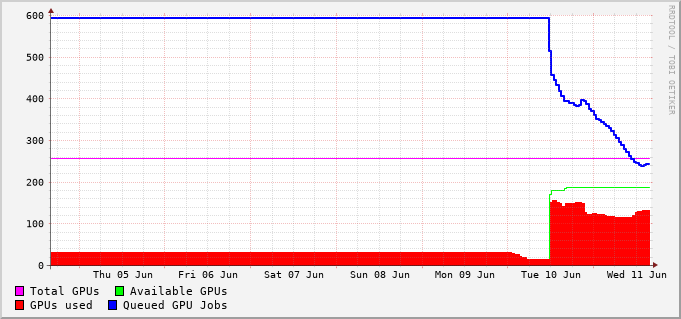 RRDTOOL / TOBI OETIKER
600
500
400
300
200
100
0
Thu 05 Jun Fri 06 Jun Sat 07 Jun Sun 08 Jun Mon 09 Jun Tue 10 Jun Wed 11 Jun
Total GPUs Available GPUs
GPUs used Queued GPU Jobs